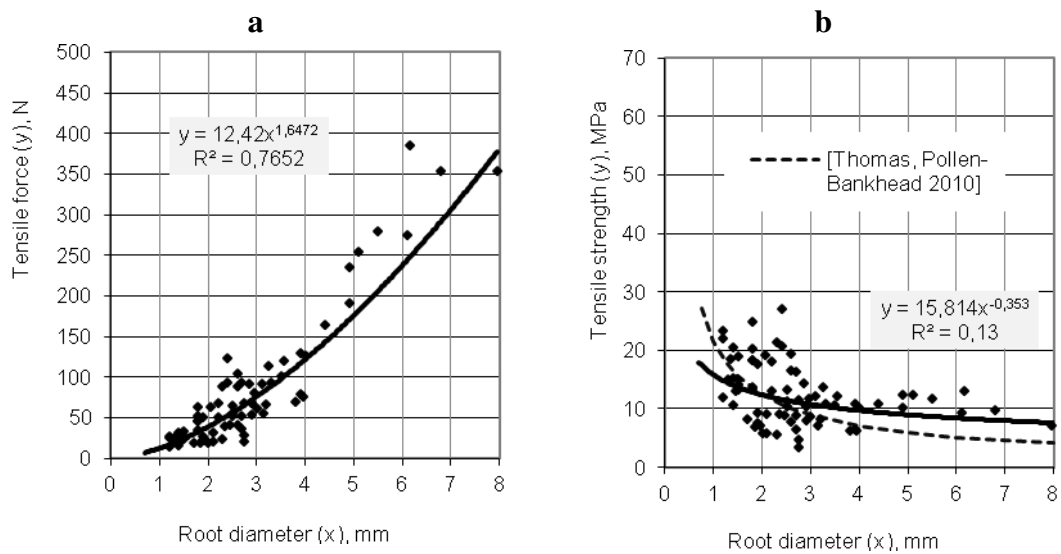 a
500
450
400
350
300
250
200
150
100
50
0
Tensile force (y), N
y = 12,42x^1,6472
R² = 0,7652
0 1 2 3 4 5 6 7 8
Root diameter (x), mm
b
70
60
50
40
30
20
10
0
Tensile strength (y), MPa
[Thomas, Pollen-
Bankhead 2010]
y = 15,814x^-0,353
R² = 0,13
0 1 2 3 4 5 6 7 8
Root diameter (x), mm